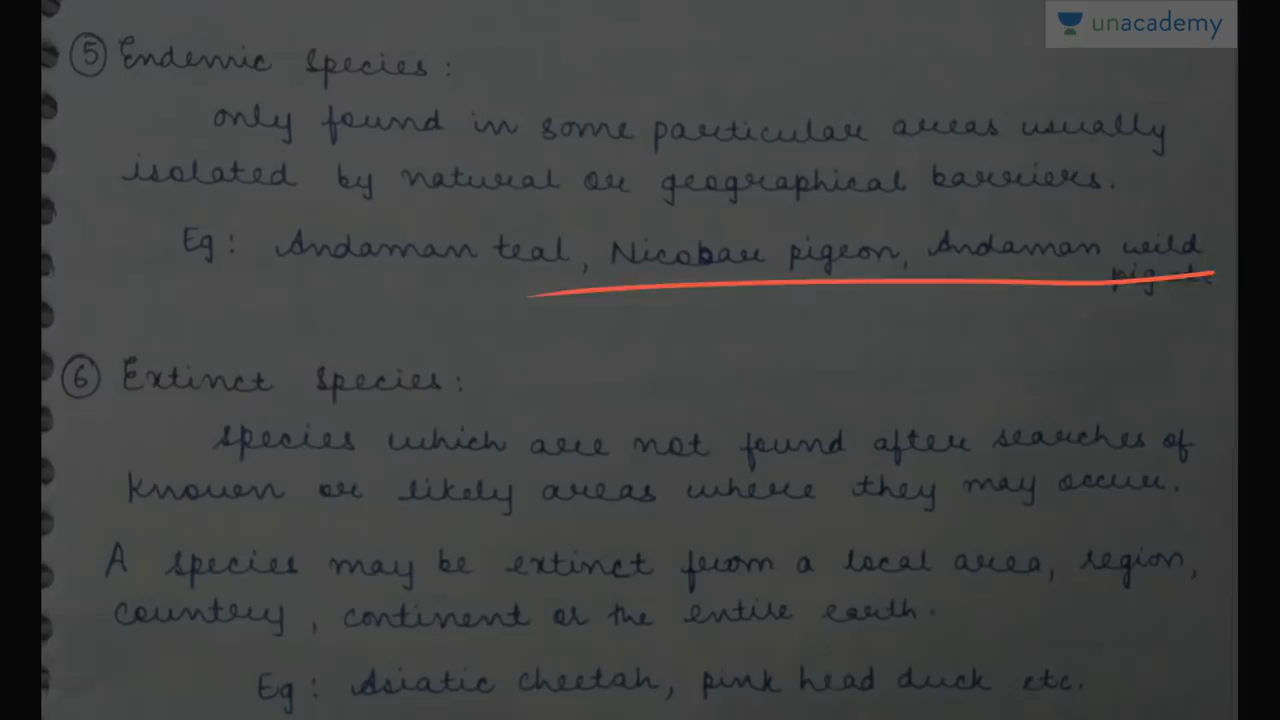 unacademy
⑤ Endemic Species:
only found in some particular areas usually
isolated by natural or geographical barriers.
Eg: Andaman teal, Nicobar pigeon, Andaman wild
pig etc.
⑥ Extinct Species:
Species which are not found after searches of
known or likely areas where they may occur.
A species may be extinct from a local area, region,
country, continent or the entire earth.
Eg: Asiatic cheetah, pink head duck etc.